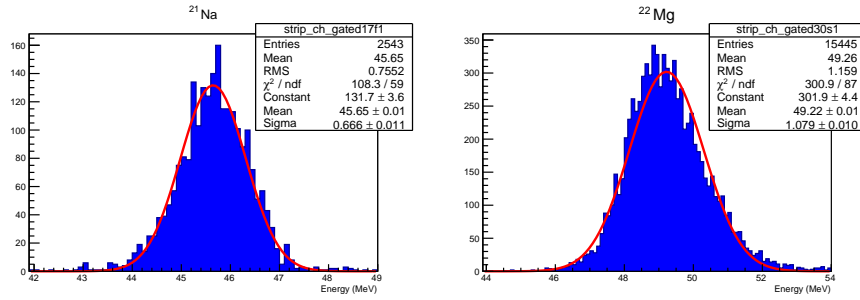 ²¹Na
strip_ch_gated17f1
Entries 2543
Mean 45.65
RMS 0.7552
χ² / ndf 108.3 / 59
Constant 131.7 ± 3.6
Mean 45.65 ± 0.01
Sigma 0.666 ± 0.011
160
140
120
100
80
60
40
20
0
42 43 44 45 46 47 48 49
Energy (MeV)
²²Mg
strip_ch_gated30s1
Entries 15445
Mean 49.26
RMS 1.159
χ² / ndf 300.9 / 87
Constant 301.9 ± 4.4
Mean 49.22 ± 0.01
Sigma 1.079 ± 0.010
350
300
250
200
150
100
50
0
44 46 48 50 52 54
Energy (MeV)